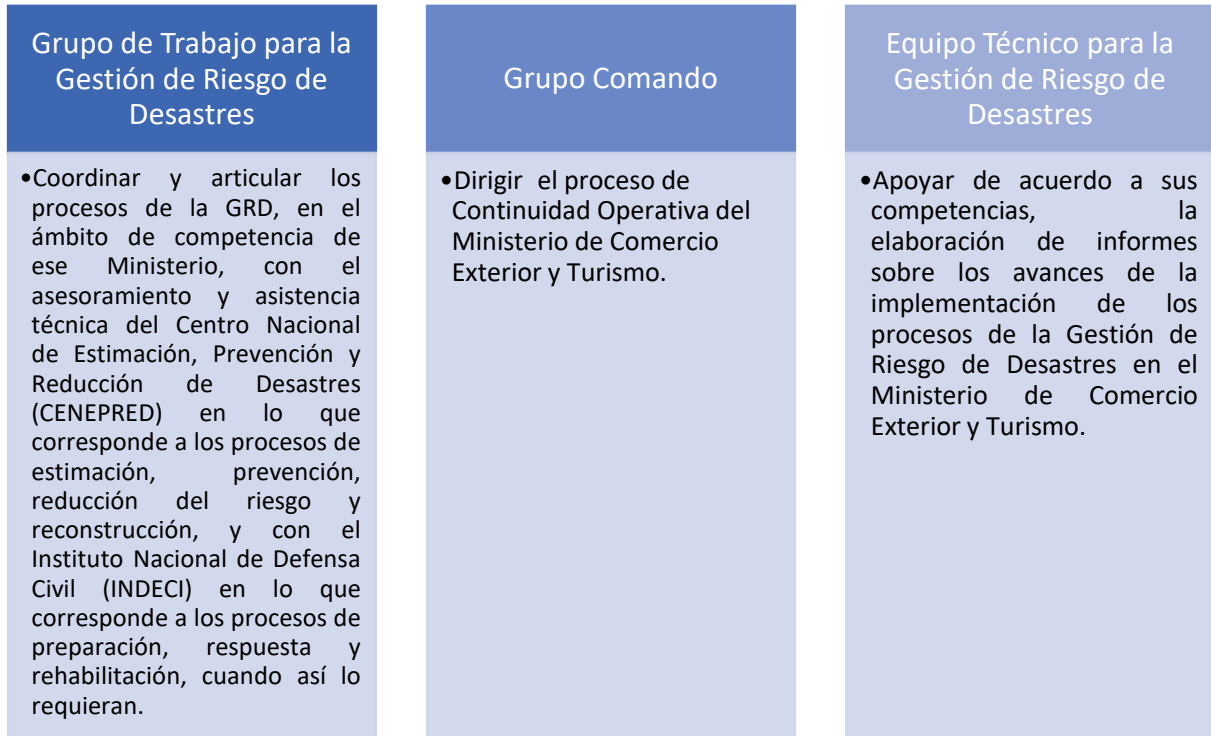 Grupo de Trabajo para la
Gestión de Riesgo de
Desastres
•Coordinar y articular los
procesos de la GRD, en el
ámbito de competencia de
ese Ministerio, con el
asesoramiento y asistencia
técnica del Centro Nacional
de Estimación, Prevención y
Reducción de Desastres
(CENEPRED) en lo que
corresponde a los procesos de
estimación, prevención,
reducción del riesgo y
reconstrucción, y con el
Instituto Nacional de Defensa
Civil (INDECI) en lo que
corresponde a los procesos de
preparación, respuesta y
rehabilitación, cuando así lo
requieran.
Grupo Comando
•Dirigir el proceso de
Continuidad Operativa del
Ministerio de Comercio
Exterior y Turismo.
Equipo Técnico para la
Gestión de Riesgo de
Desastres
•Apoyar de acuerdo a sus
competencias, la
elaboración de informes
sobre los avances de la
implementación de los
procesos de la Gestión de
Riesgo de Desastres en el
Ministerio de Comercio
Exterior y Turismo.